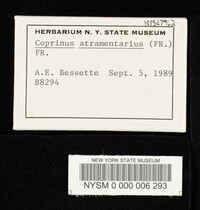 HERBARIUM N. Y. STATE MUSEUM
Coprinus atramentarius (FR.)
FR.
A.E. Bessette Sept. 5, 1989
B8294
NEW YORK STATE MUSEUM
NYSM 0 000 006 293